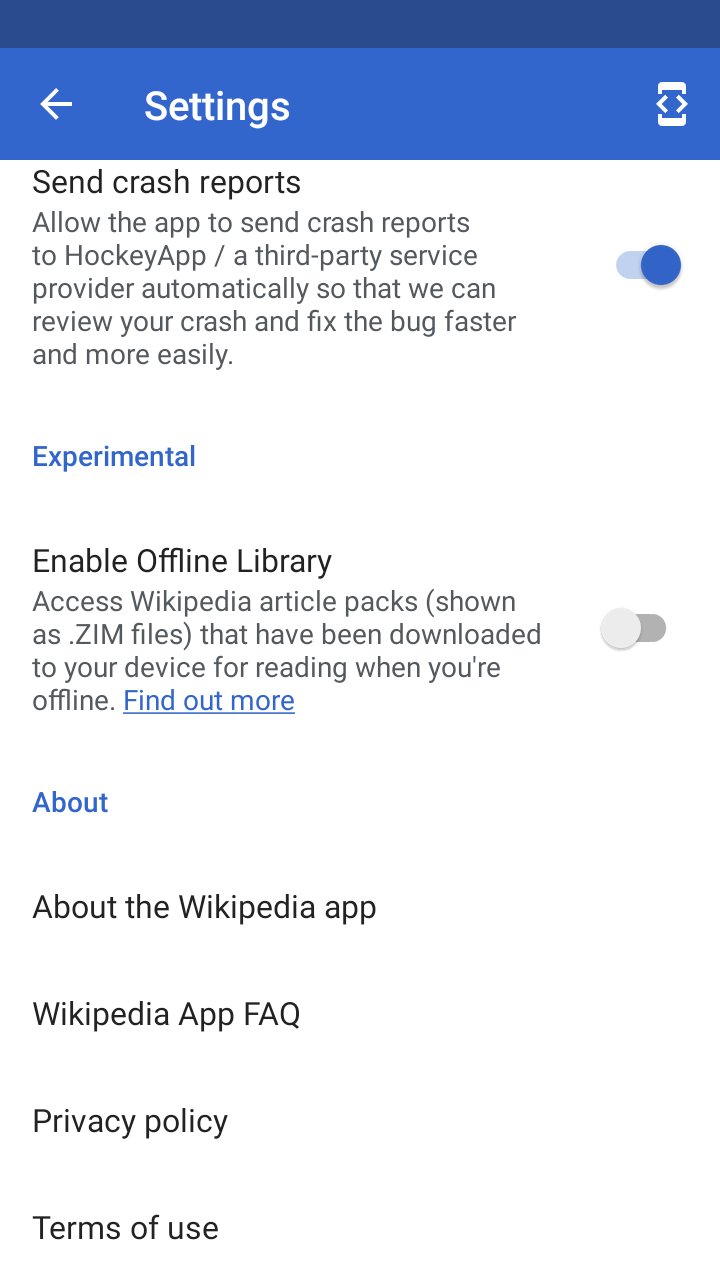 Settings
Send crash reports
Allow the app to send crash reports
to HockeyApp / a third-party service
provider automatically so that we can
review your crash and fix the bug faster
and more easily.
Experimental
Enable Offline Library
Access Wikipedia article packs (shown
as .ZIM files) that have been downloaded
to your device for reading when you're
offline. Find out more
About
About the Wikipedia app
Wikipedia App FAQ
Privacy policy
Terms of use